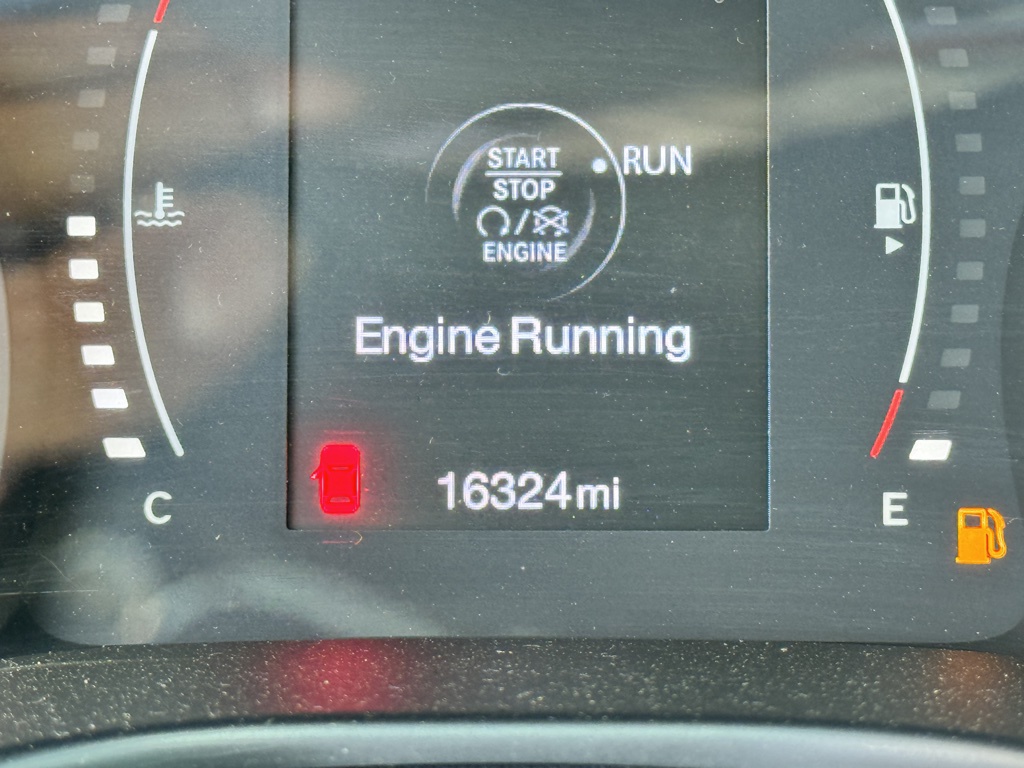 START
STOP
ENGINE
RUN
Engine Running
16324mi
C
E